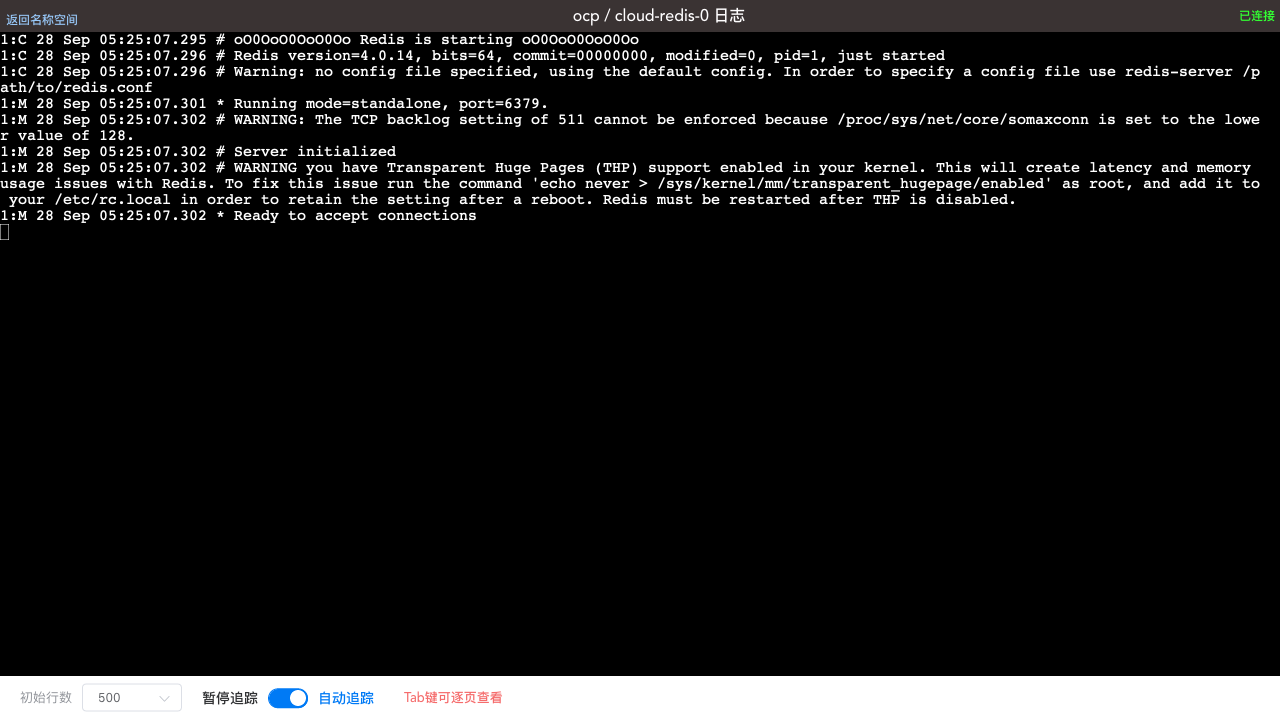 返回名称空间
ocp / cloud-redis-0 日志
已连接
1:C 28 Sep 05:25:07.295 # oO0OoO0OoO0Oo Redis is starting oO0OoO0OoO0Oo
1:C 28 Sep 05:25:07.296 # Redis version=4.0.14, bits=64, commit=00000000, modified=0, pid=1, just started
1:C 28 Sep 05:25:07.296 # Warning: no config file specified, using the default config. In order to specify a config file use redis-server /p
ath/to/redis.conf
1:M 28 Sep 05:25:07.301 * Running mode=standalone, port=6379.
1:M 28 Sep 05:25:07.302 # WARNING: The TCP backlog setting of 511 cannot be enforced because /proc/sys/net/core/somaxconn is set to the lowe
r value of 128.
1:M 28 Sep 05:25:07.302 # Server initialized
1:M 28 Sep 05:25:07.302 # WARNING you have Transparent Huge Pages (THP) support enabled in your kernel. This will create latency and memory
usage issues with Redis. To fix this issue run the command 'echo never > /sys/kernel/mm/transparent_hugepage/enabled' as root, and add it to
 your /etc/rc.local in order to retain the setting after a reboot. Redis must be restarted after THP is disabled.
1:M 28 Sep 05:25:07.302 * Ready to accept connections
初始行数 500 暂停追踪 自动追踪 Tab键可逐页查看